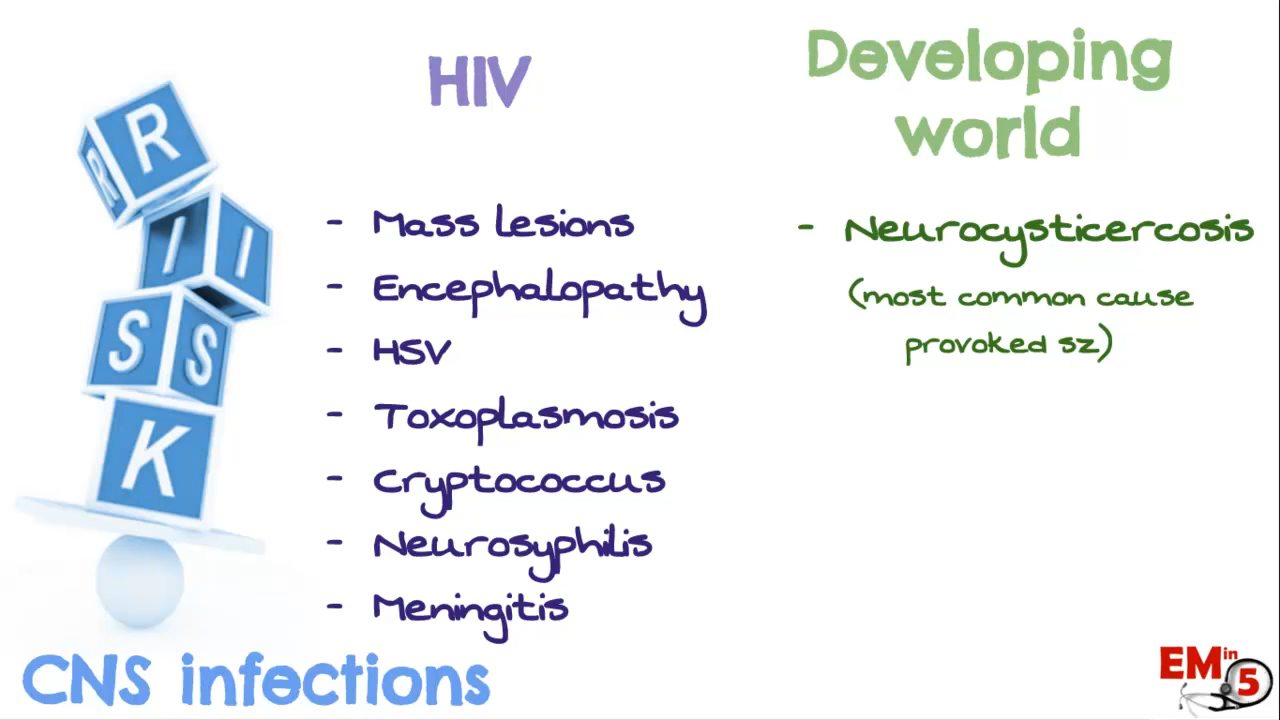 HIV
Developing
world
R
R
I I
S S
K
- Mass lesions
- Encephalopathy
- HSV
- Toxoplasmosis
- Cryptococcus
- Neurosyphilis
- Meningitis
- Neurocysticercosis
(most common cause
provoked sz)
CNS infections
EM in 5